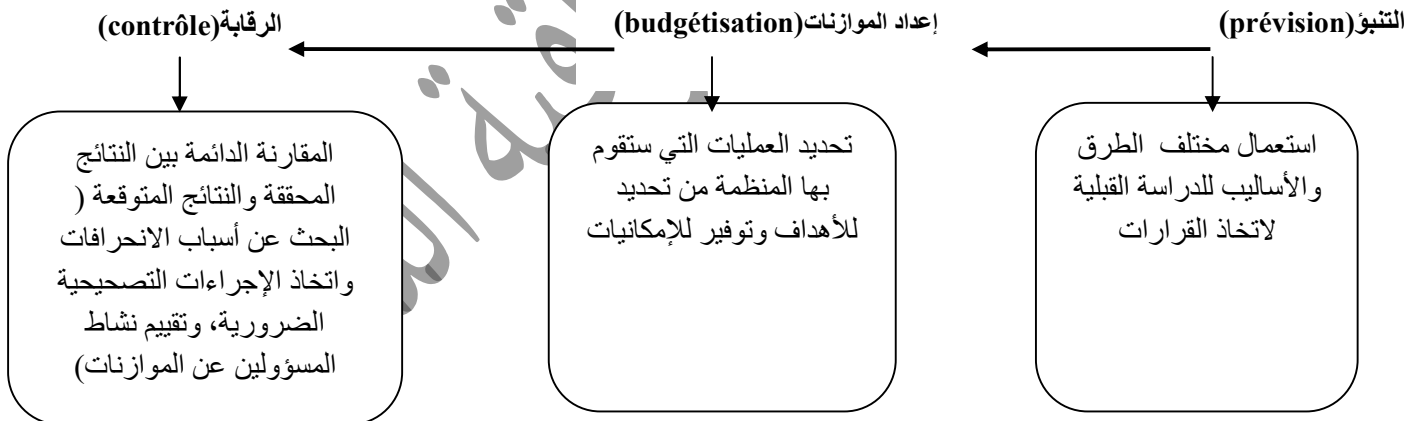 التنبؤ(prévision)
إعداد الموازنات(budgétisation)
الرقابة(contrôle)
استعمال مختلف الطرق
والأساليب للدراسة القبلية
لاتخاذ القرارات
تحديد العمليات التي ستقوم
بها المنظمة من تحديد
للأهداف وتوفير للإمكانيات
المقارنة الدائمة بين النتائج
المحققة والنتائج المتوقعة (
البحث عن أسباب الانحرافات
واتخاذ الإجراءات التصحيحية
الضرورية، وتقييم نشاط
المسؤولين عن الموازنات)